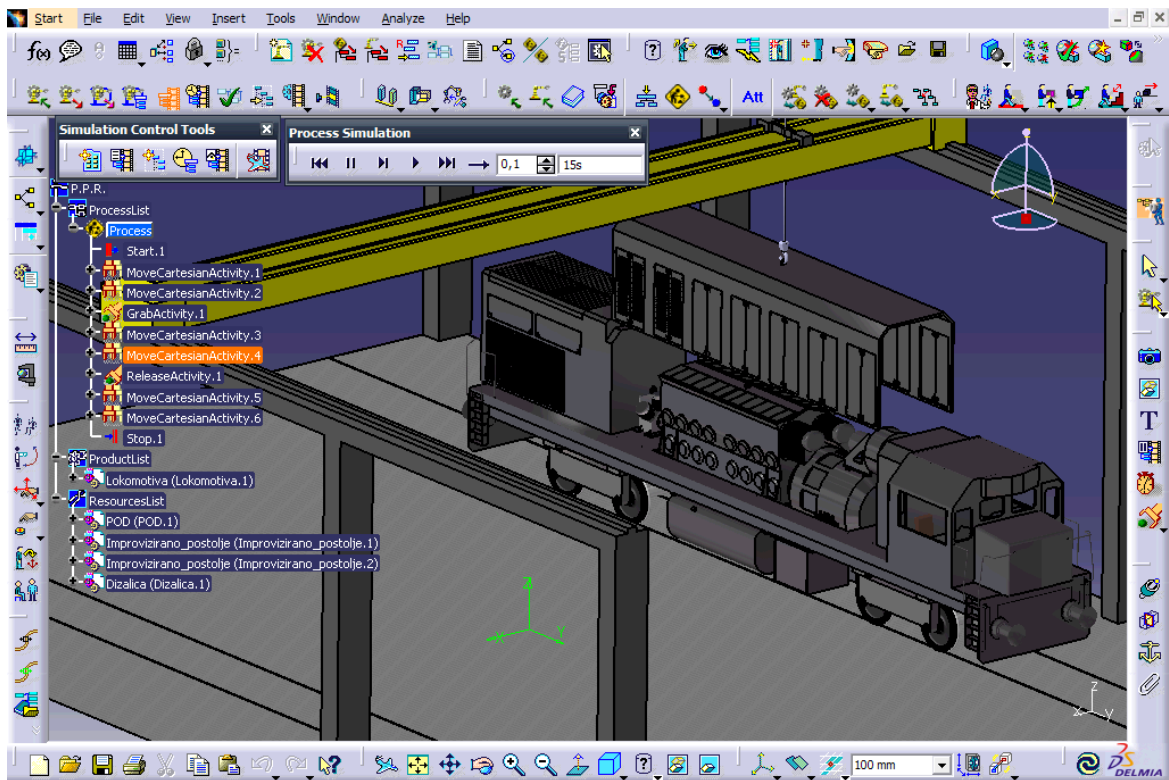 Start File Edit View Insert Tools Window Analyze Help
f(x)
Att
Simulation Control Tools
Process Simulation
0,1 15s
P.P.R.
ProcessList
Process
Start.1
MoveCartesianActivity.1
MoveCartesianActivity.2
GrabActivity.1
MoveCartesianActivity.3
MoveCartesianActivity.4
ReleaseActivity.1
MoveCartesianActivity.5
MoveCartesianActivity.6
Stop.1
ProductList
Lokomotiva (Lokomotiva.1)
ResourcesList
POD (POD.1)
Improvizirano_postolje (Improvizirano_postolje.1)
Improvizirano_postolje (Improvizirano_postolje.2)
Dizalica (Dizalica.1)
T
Z
X Y
z
x y
100 mm
DELMIA